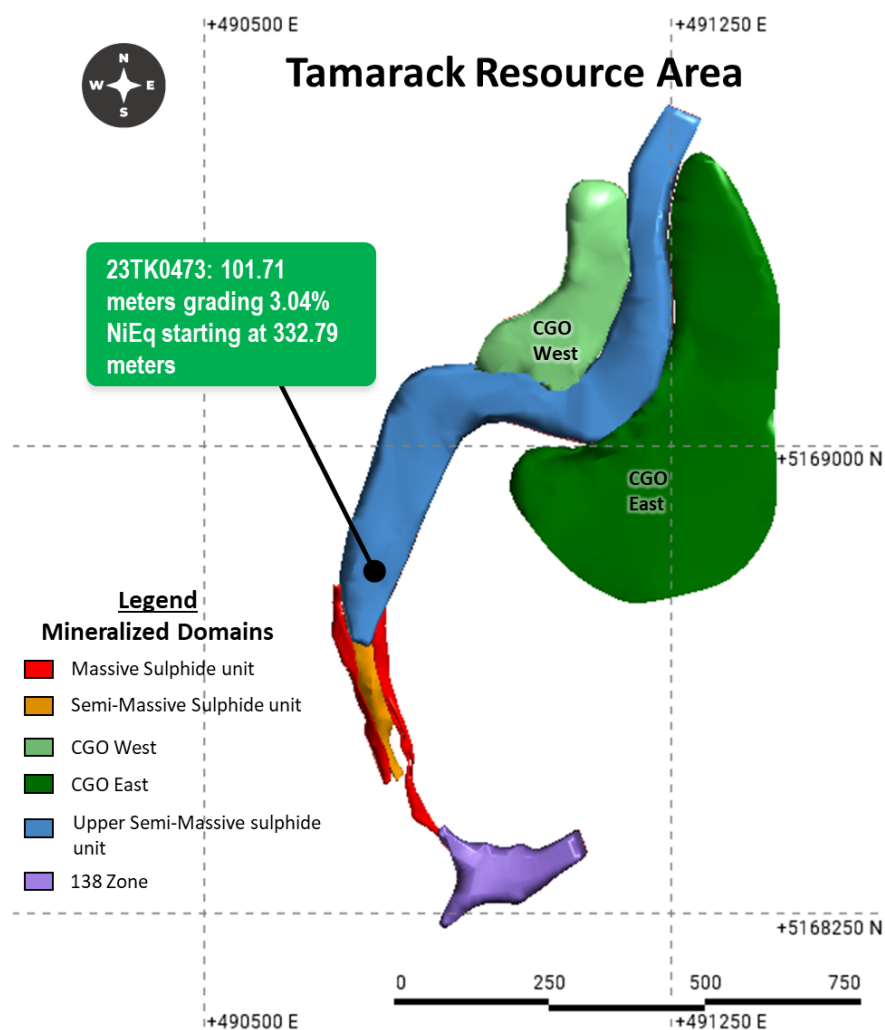 +490500 E
+491250 E
Tamarack Resource Area
N
W E
S
23TK0473: 101.71
meters grading 3.04%
NiEq starting at 332.79
meters
CGO
West
+5169000 N
CGO
East
Legend
Mineralized Domains
Massive Sulphide unit
Semi-Massive Sulphide unit
CGO West
CGO East
Upper Semi-Massive sulphide
unit
138 Zone
+5168250 N
0 250 500 750
+490500 E
+491250 E